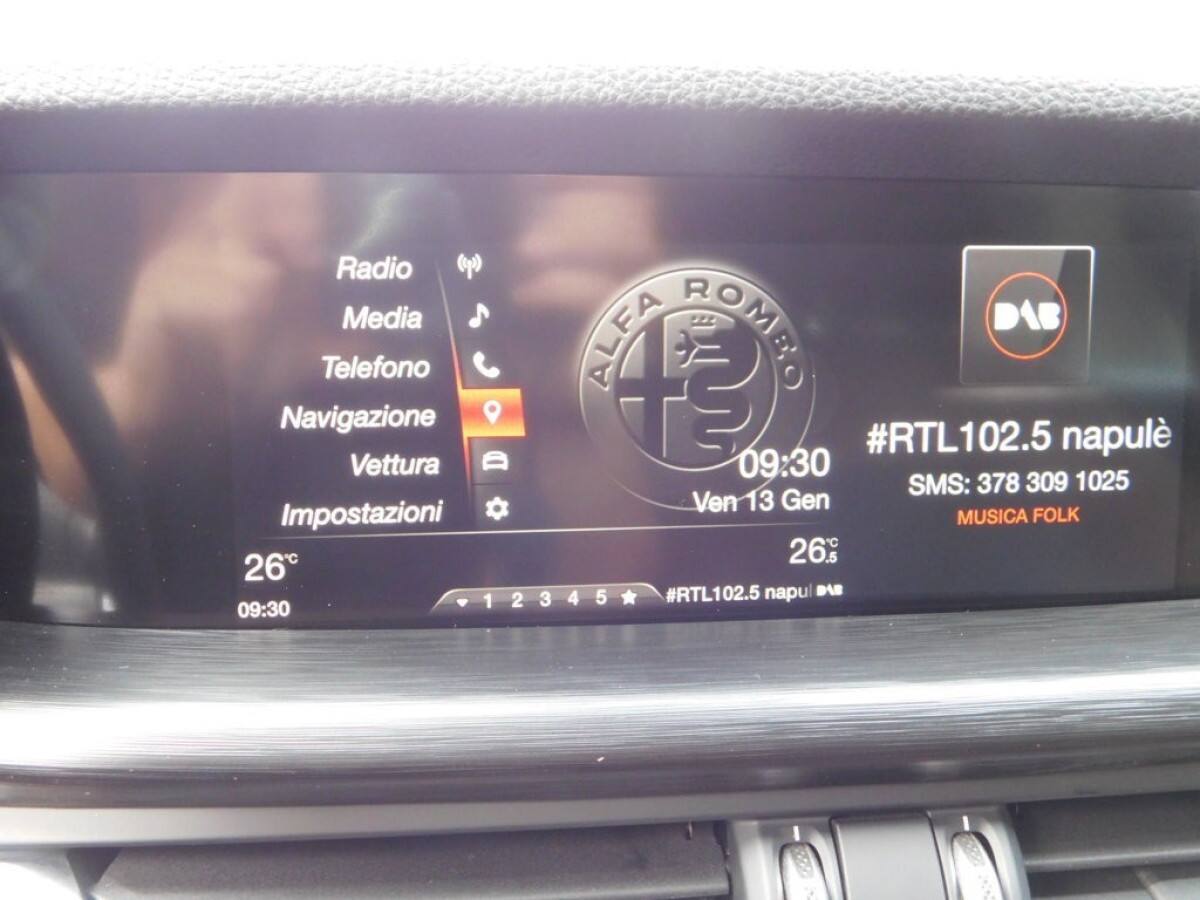 Radio
Media
Telefono
Navigazione
Vettura
Impostazioni
ALFA ROMEO
09:30
Ven 13 Gen
DAB
#RTL102.5 napulè
SMS: 378 309 1025
MUSICA FOLK
26°C
26.5°C
09:30
1 2 3 4 5
#RTL102.5 napul DAB